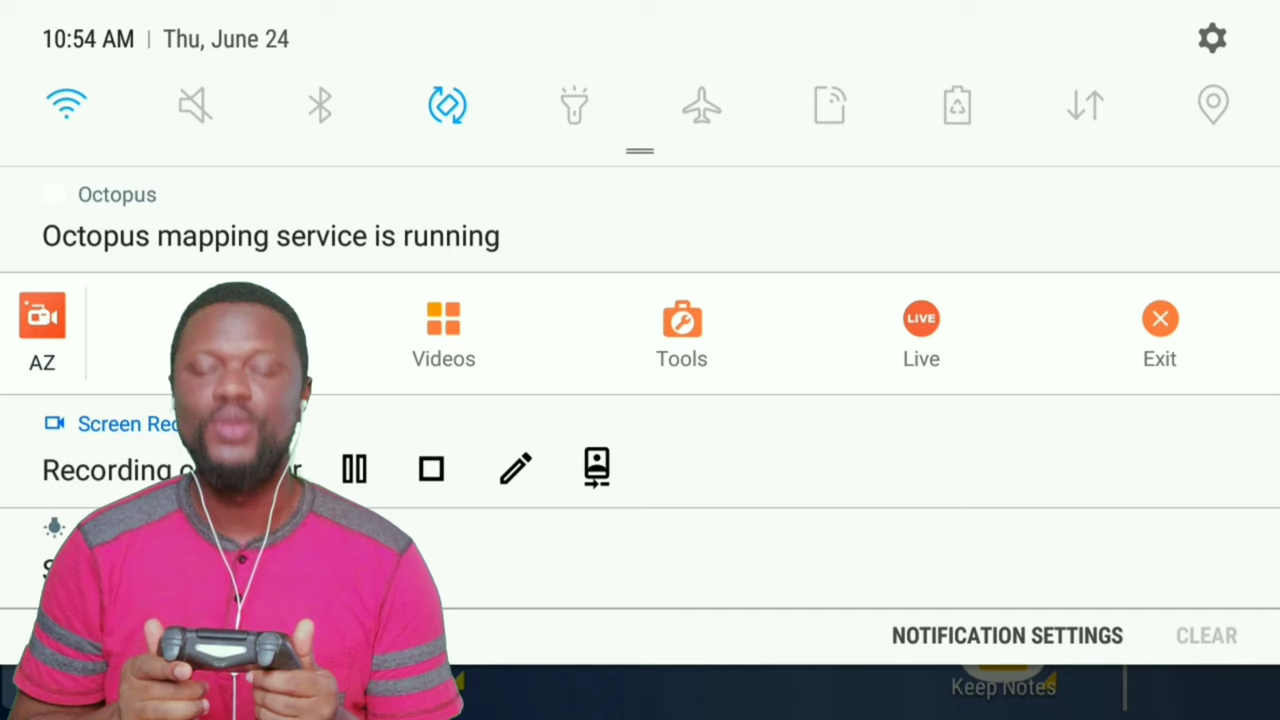 10:54 AM | Thu, June 24
Octopus
Octopus mapping service is running
AZ
Videos
Tools
LIVE
Live
Exit
Screen
Recording
NOTIFICATION SETTINGS
CLEAR
Keep Notes